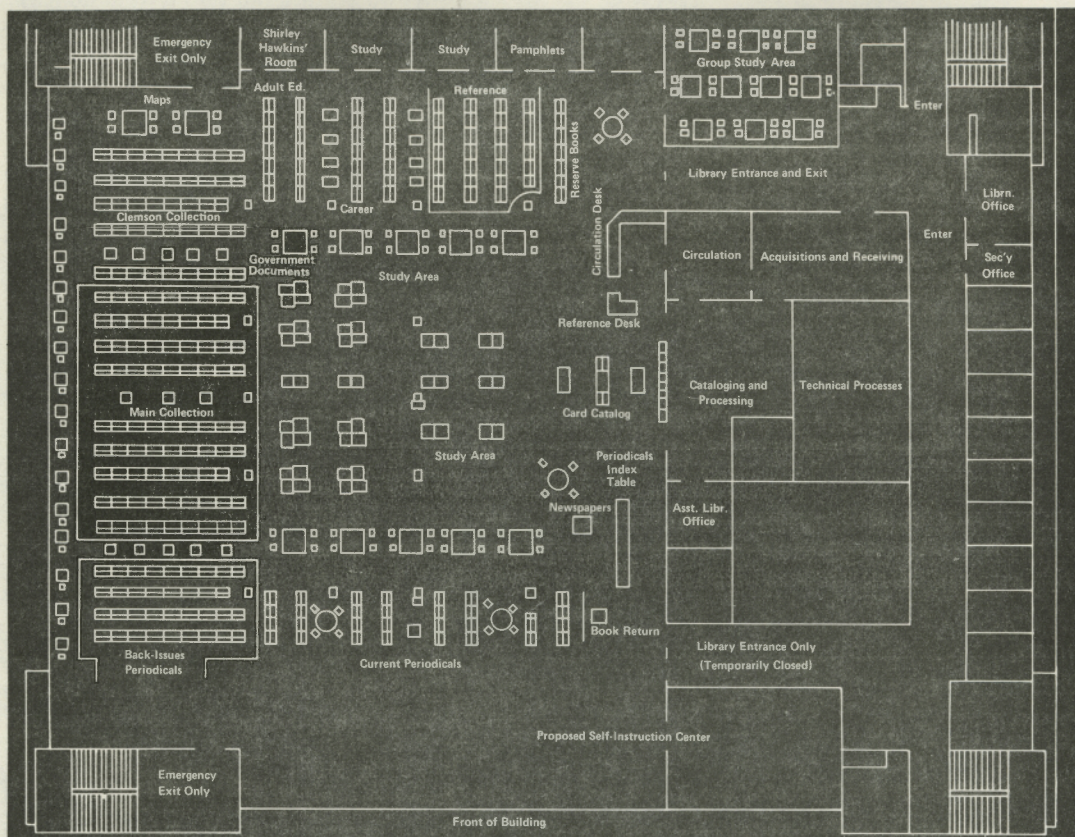 Emergency
Exit Only
Shirley
Hawkins'
Room
Study
Study
Pamphlets
Group Study Area
Maps
Adult Ed.
Reference
Reserve Books
Enter
Library Entrance and Exit
Librn.
Office
Clemson Collection
Career
Circulation Desk
Government
Documents
Study Area
Circulation
Acquisitions and Receiving
Enter
Sec'y
Office
Reference Desk
Main Collection
Card Catalog
Cataloging and
Processing
Technical Processes
Study Area
Periodicals
Index
Table
Newspapers
Asst. Libr.
Office
Book Return
Back-Issues
Periodicals
Current Periodicals
Library Entrance Only
(Temporarily Closed)
Proposed Self-Instruction Center
Emergency
Exit Only
Front of Building